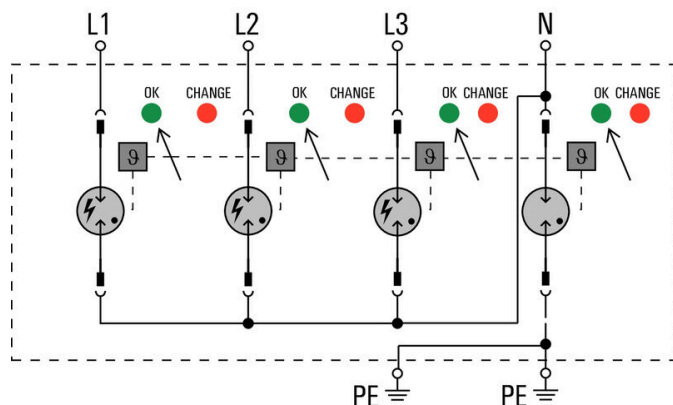 L1 L2 L3 N
OK CHANGE OK CHANGE OK CHANGE OK CHANGE
ϑ ϑ ϑ ϑ
PE PE